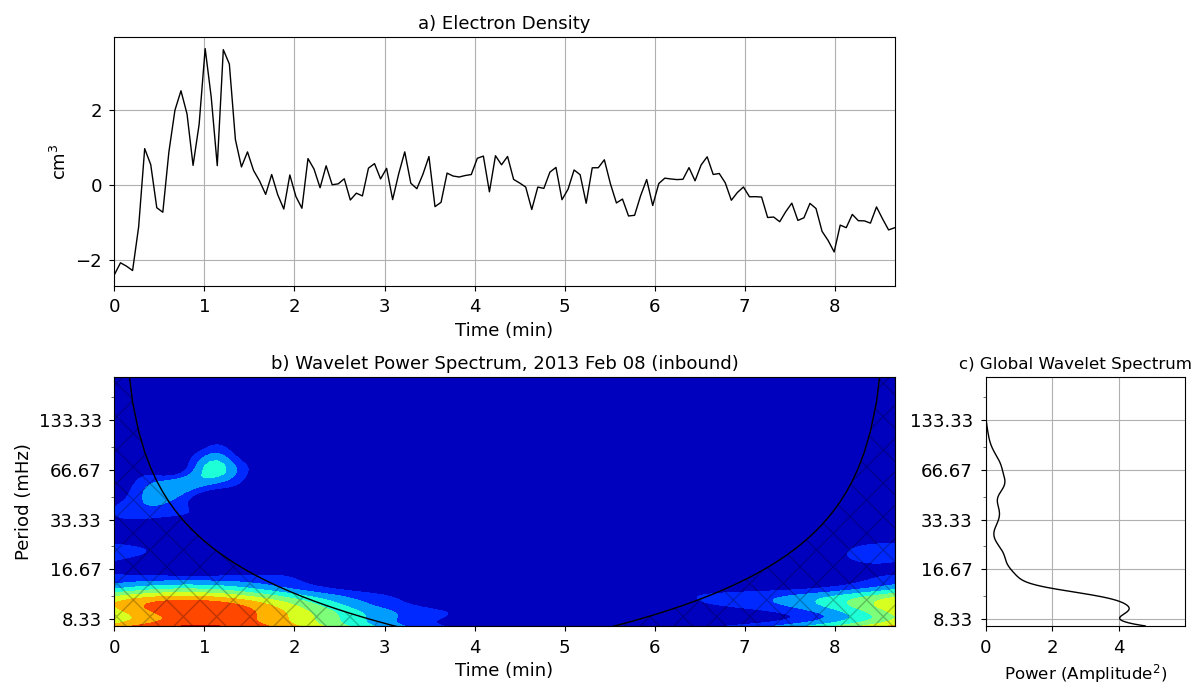 a) Electron Density
cm³
2
0
−2
0 1 2 3 4 5 6 7 8
Time (min)
b) Wavelet Power Spectrum, 2013 Feb 08 (inbound)
Period (mHz)
133.33
66.67
33.33
16.67
8.33
0 1 2 3 4 5 6 7 8
Time (min)
c) Global Wavelet Spectrum
133.33
66.67
33.33
16.67
8.33
0 2 4
Power (Amplitude²)